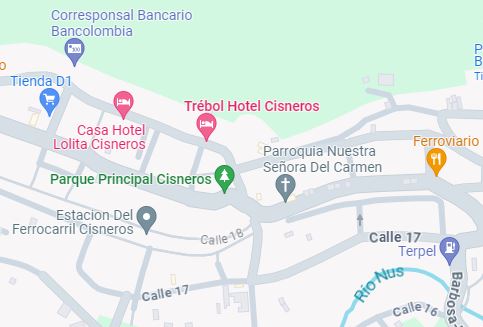 Corresponsal Bancario
Bancolombia
P
B
Ti
o
Tienda D1
Trébol Hotel Cisneros
Casa Hotel
Lolita Cisneros
Ferroviario
Parroquia Nuestra
Señora Del Carmen
Parque Principal Cisneros
Estacion Del
Ferrocarril Cisneros
Calle 18
Calle 17
Terpel
Río Nus
Calle 17
Barbosa
Calle 16